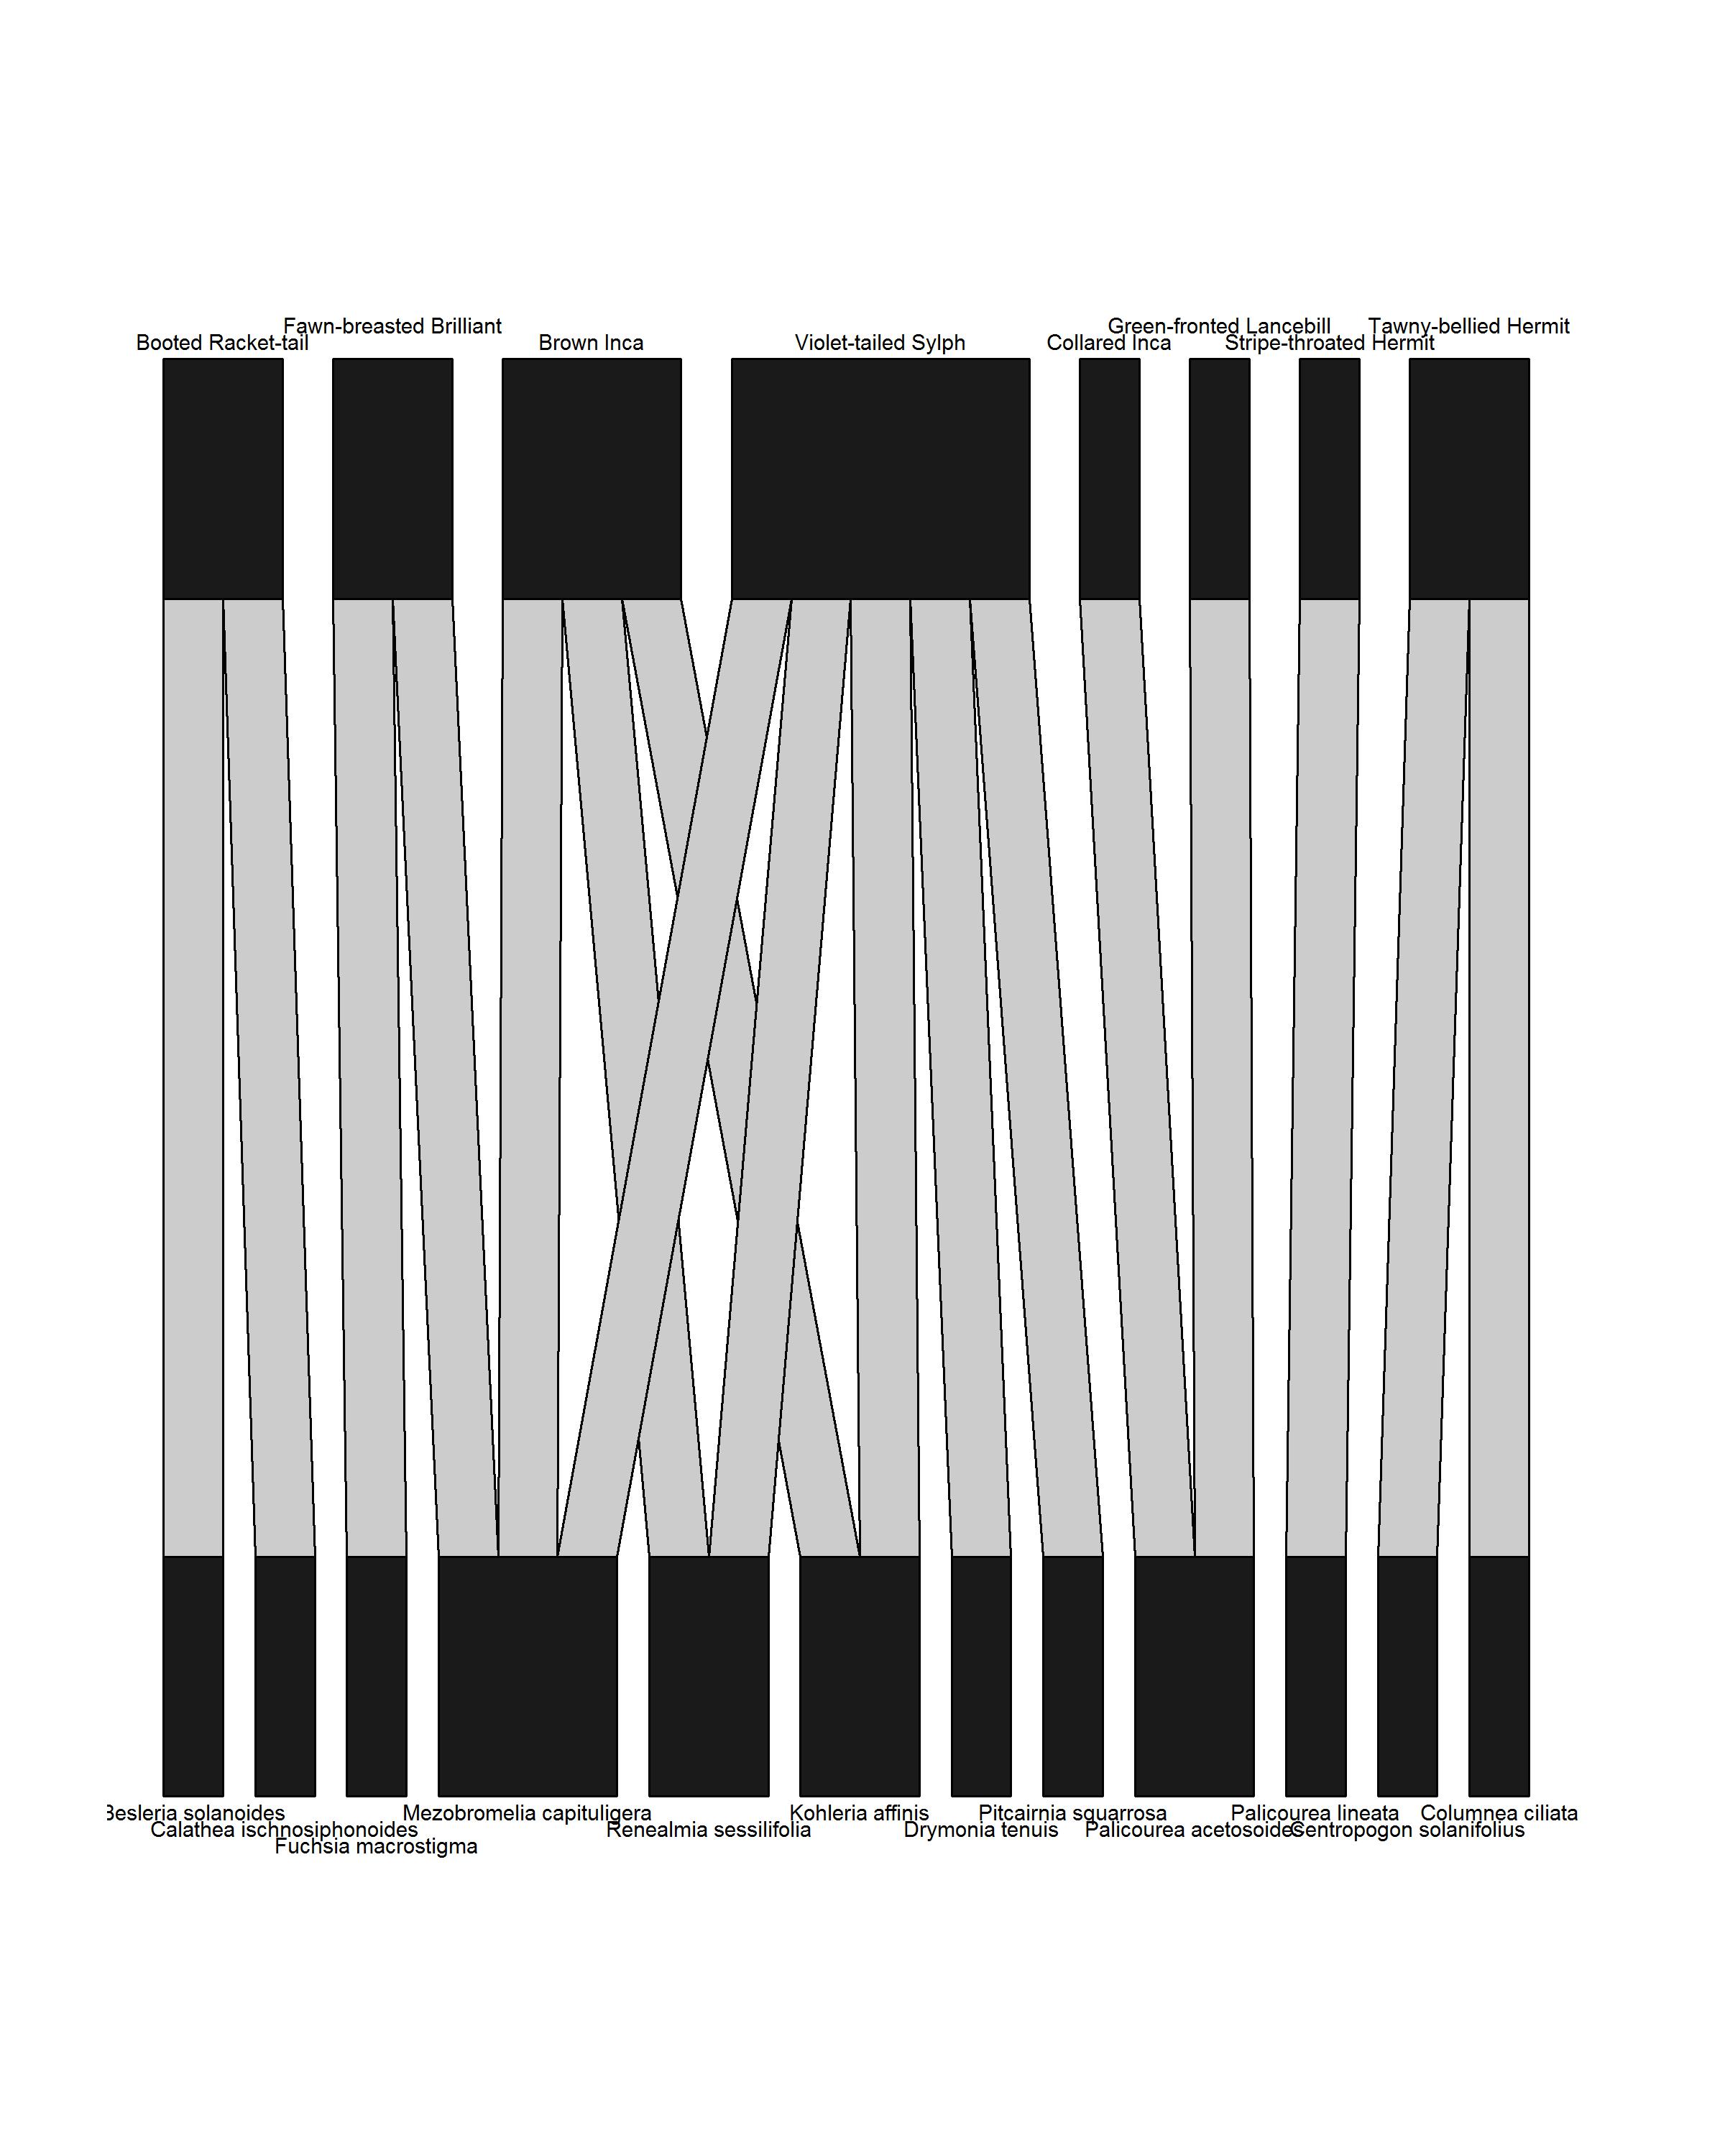 Fawn-breasted Brilliant Green-fronted Lancebill Tawny-bellied Hermit
Booted Racket-tail Brown Inca Violet-tailed Sylph Collared Inca Stripe-throated Hermit
Besleria solanoides Mezobromelia capituligera Kohleria affinis Pitcairnia squarrosa Palicourea lineata Columnea ciliata
Calathea ischnosiphonoides Renealmia sessilifolia Drymonia tenuis Palicourea acetosoides Centropogon solanifolius
Fuchsia macrostigma